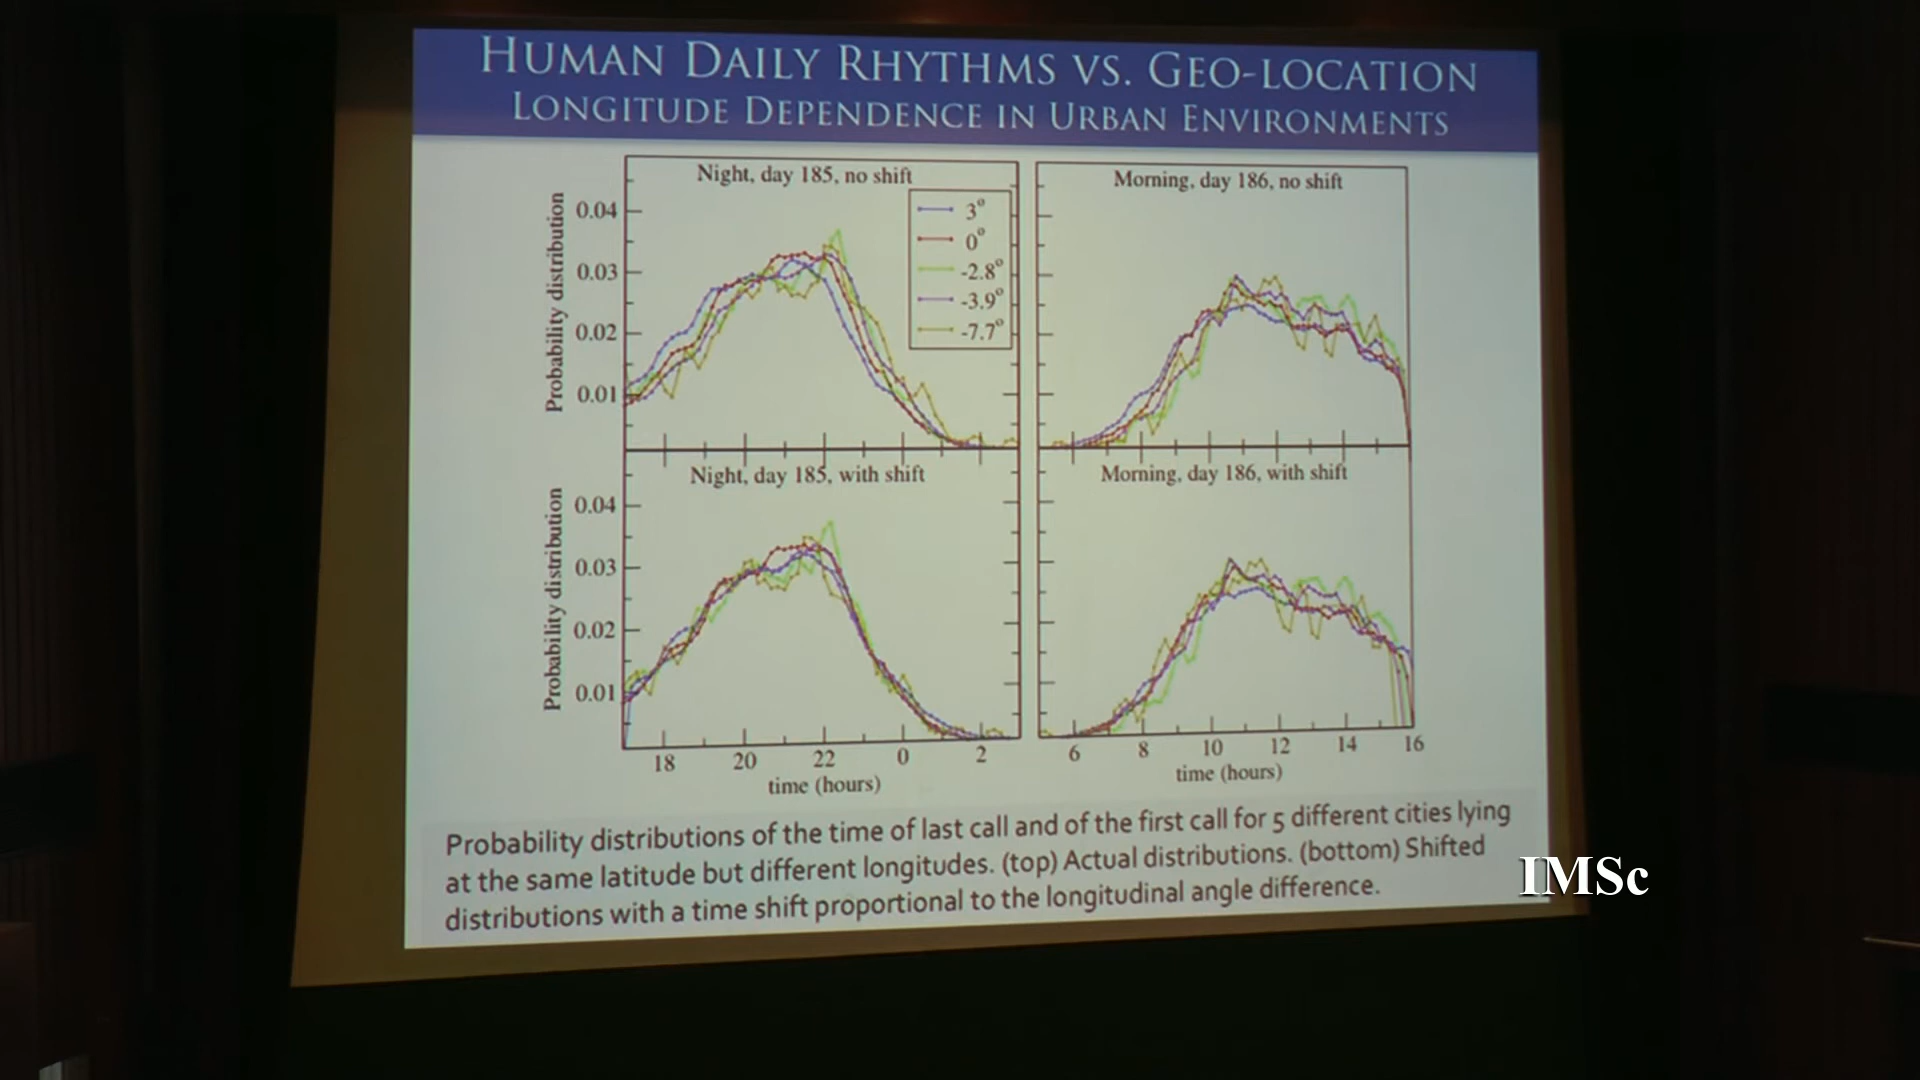 HUMAN DAILY RHYTHMS VS. GEO-LOCATION
LONGITUDE DEPENDENCE IN URBAN ENVIRONMENTS
Night, day 185, no shift
Morning, day 186, no shift
Probability distribution
0.04
0.03
0.02
0.01
3°
0°
-2.8°
-3.9°
-7.7°
Night, day 185, with shift
Morning, day 186, with shift
Probability distribution
0.04
0.03
0.02
0.01
18 20 22 0 2
6 8 10 12 14 16
time (hours)
time (hours)
Probability distributions of the time of last call and of the first call for 5 different cities lying
at the same latitude but different longitudes. (top) Actual distributions. (bottom) Shifted
distributions with a time shift proportional to the longitudinal angle difference.
IMSc